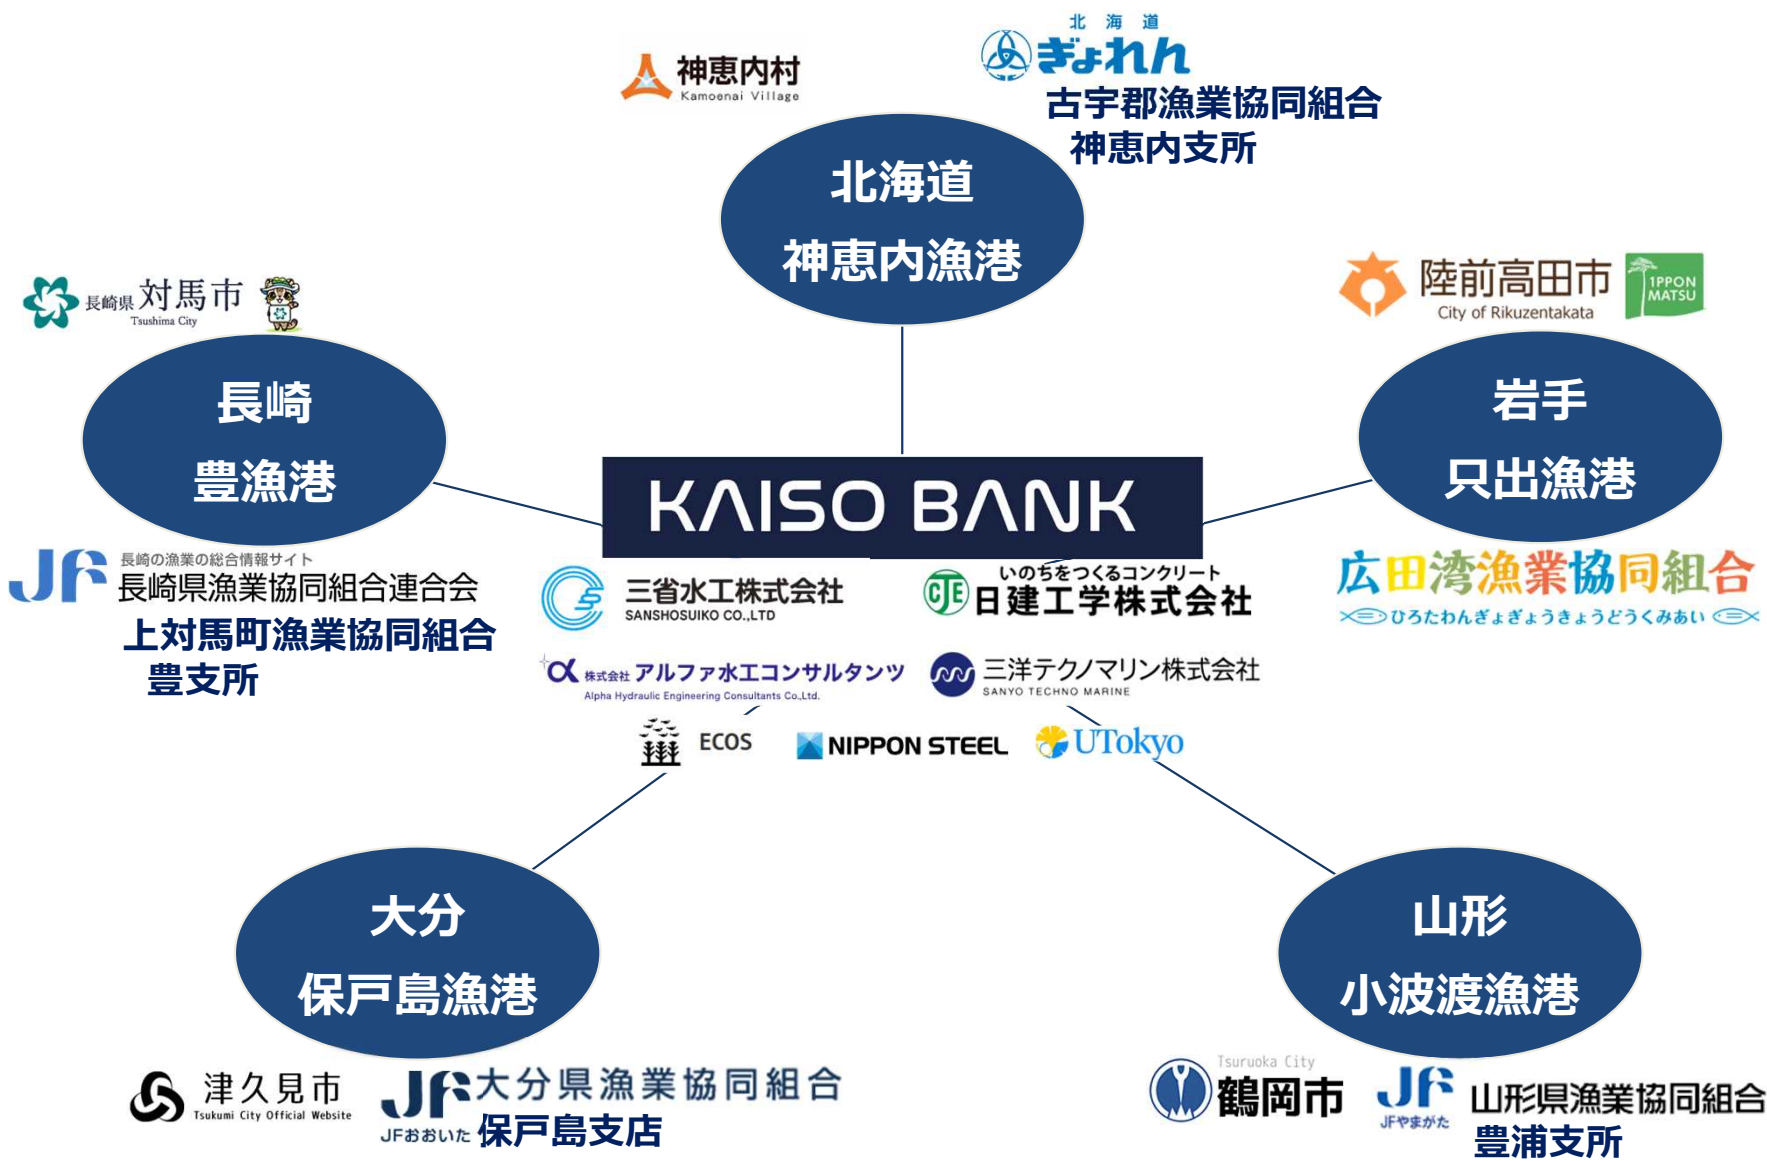 神恵内村
Kamoenai Village
北海道
ぎょれん
古宇郡漁業協同組合
神恵内支所
北海道
神恵内漁港
長崎県 対馬市
Tsushima City
長崎
豊漁港
陸前高田市
City of Rikuzentakata
1PPON
MATSU
岩手
只出漁港
KAISO BANK
JF
長崎の漁業の総合情報サイト
長崎県漁業協同組合連合会
上対馬町漁業協同組合
豊支所
三省水工株式会社
SANSHOSUIKO CO.,LTD
CJE
いのちをつくるコンクリート
日建工学株式会社
広田湾漁業協同組合
ひろたわんぎょぎょうきょうどうくみあい
α 株式会社 アルファ水工コンサルタンツ
Alpha Hydraulic Engineering Consultants Co.,Ltd.
三洋テクノマリン株式会社
SANYO TECHNO MARINE
ECOS
NIPPON STEEL
UTokyo
大分
保戸島漁港
山形
小波渡漁港
津久見市
Tsukumi City Official Website
JF
JFおおいた
大分県漁業協同組合
保戸島支店
Tsuruoka City
鶴岡市
JF
JFやまがた
山形県漁業協同組合
豊浦支所